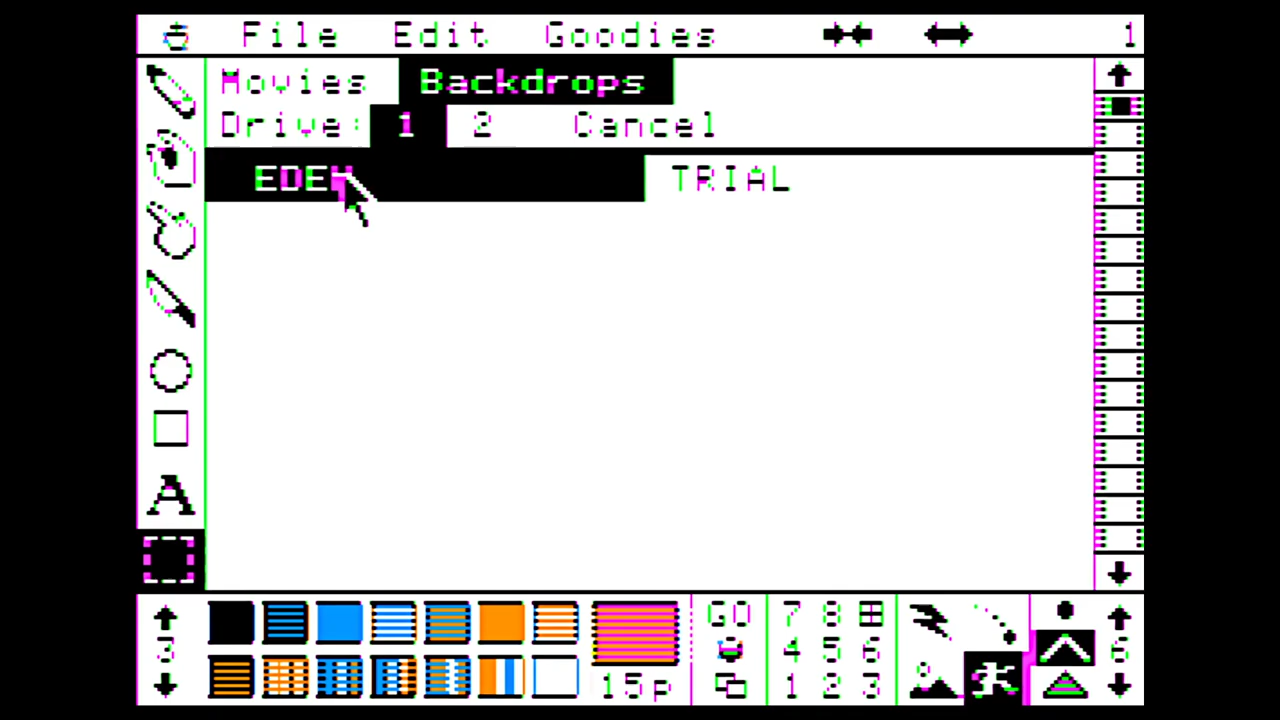 File Edit Goodies 1
Movies Backdrops
Drive: 1 2 Cancel
EDEN TRIAL
A
GO 7 8
3 4 5 6 6
15p 1 2 3